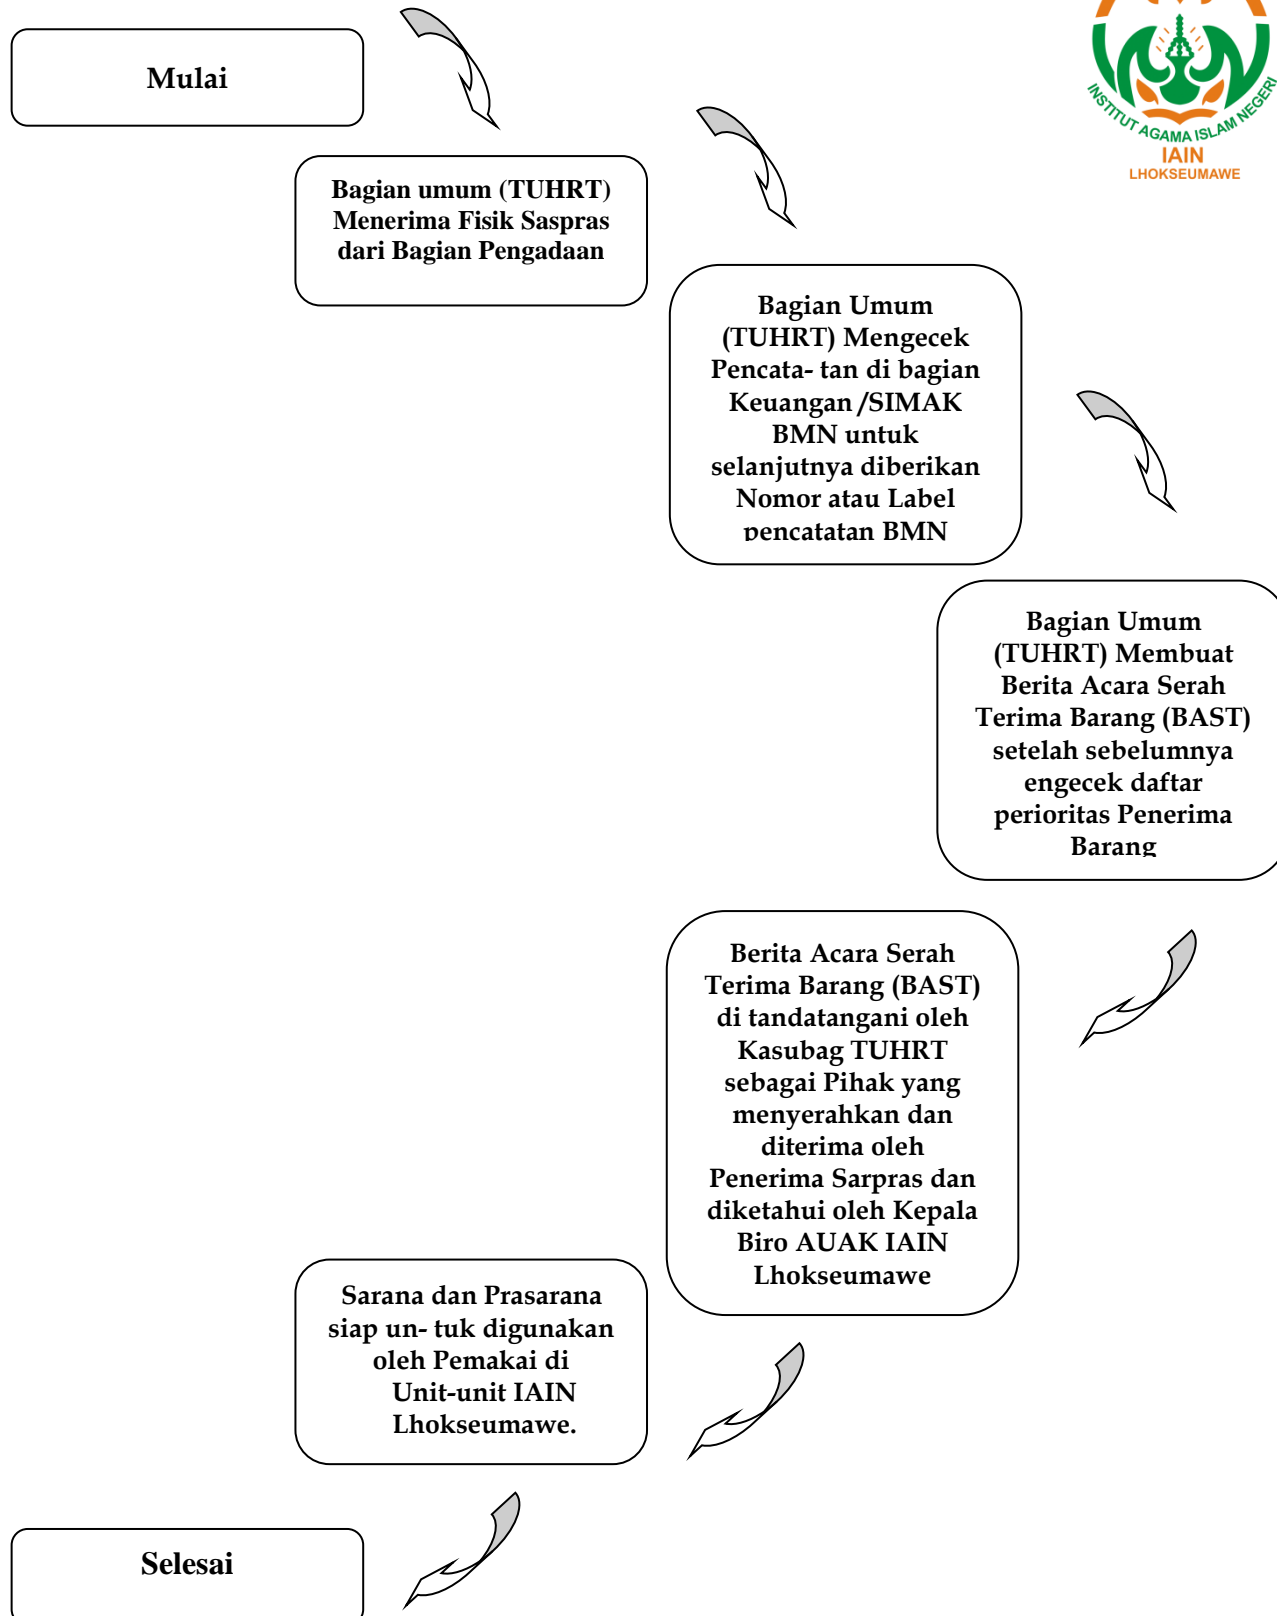 INSTITUT AGAMA ISLAM NEGERI
IAIN
LHOKSEUMAWE
Mulai
Bagian umum (TUHRT)
Menerima Fisik Saspras
dari Bagian Pengadaan
Bagian Umum
(TUHRT) Mengecek
Pencata- tan di bagian
Keuangan /SIMAK
BMN untuk
selanjutnya diberikan
Nomor atau Label
pencatatan BMN
Bagian Umum
(TUHRT) Membuat
Berita Acara Serah
Terima Barang (BAST)
setelah sebelumnya
engecek daftar
perioritas Penerima
Barang
Berita Acara Serah
Terima Barang (BAST)
di tandatangani oleh
Kasubag TUHRT
sebagai Pihak yang
menyerahkan dan
diterima oleh
Penerima Sarpras dan
diketahui oleh Kepala
Biro AUAK IAIN
Lhokseumawe
Sarana dan Prasarana
siap un- tuk digunakan
oleh Pemakai di
Unit-unit IAIN
Lhokseumawe.
Selesai